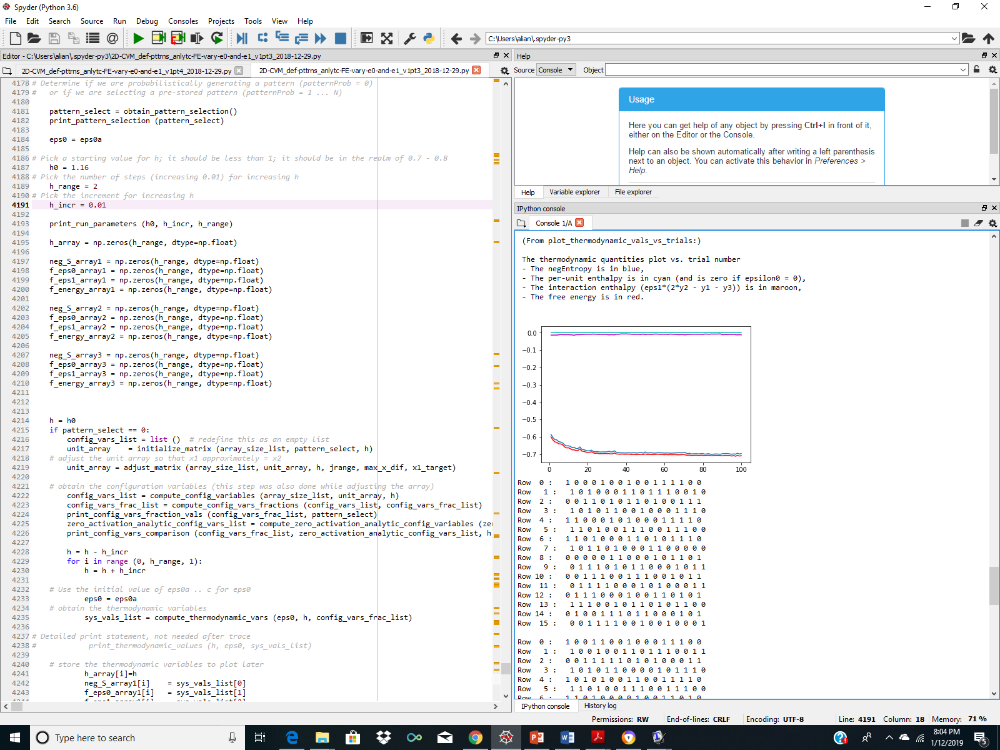 Spyder (Python 3.6)
File Edit Search Source Run Debug Consoles Projects Tools View Help
C:\Users\alian\.spyder-py3
Editor - C:\Users\alian\.spyder-py3\2D-CVM_def-pttrns_anlytc-FE-vary-e0-and-e1_v1pt3_2018-12-29.py
2D-CVM_def-pttrns_anlytc-FE-vary-e0-and-e1_v1pt4_2018-12-29.py
2D-CVM_def-pttrns_anlytc-FE-vary-e0-and-e1_v1pt3_2018-12-29.py
4178 # Determine if we are probabilistically generating a pattern (patternProb = 0)
4179 #   or if we are selecting a pre-stored pattern (patternProb = 1 ... N)
4180
4181     pattern_select = obtain_pattern_selection()
4182     print_pattern_selection (pattern_select)
4183
4184     eps0 = eps0a
4185
4186 # Pick a starting value for h; it should be less than 1; it should be in the realm of 0.7 - 0.8
4187     h0 = 1.16
4188 # Pick the number of steps (increasing 0.01) for increasing h
4189     h_range = 2
4190 # Pick the increment for increasing h
4191     h_incr = 0.01
4192
4193     print_run_parameters (h0, h_incr, h_range)
4194
4195     h_array = np.zeros(h_range, dtype=np.float)
4196
4197     neg_S_array1 = np.zeros(h_range, dtype=np.float)
4198     f_eps0_array1 = np.zeros(h_range, dtype=np.float)
4199     f_eps1_array1 = np.zeros(h_range, dtype=np.float)
4200     f_energy_array1 = np.zeros(h_range, dtype=np.float)
4201
4202     neg_S_array2 = np.zeros(h_range, dtype=np.float)
4203     f_eps0_array2 = np.zeros(h_range, dtype=np.float)
4204     f_eps1_array2 = np.zeros(h_range, dtype=np.float)
4205     f_energy_array2 = np.zeros(h_range, dtype=np.float)
4206
4207     neg_S_array3 = np.zeros(h_range, dtype=np.float)
4208     f_eps0_array3 = np.zeros(h_range, dtype=np.float)
4209     f_eps1_array3 = np.zeros(h_range, dtype=np.float)
4210     f_energy_array3 = np.zeros(h_range, dtype=np.float)
4211
4212
4213
4214     h = h0
4215     if pattern_select == 0:
4216         config_vars_list = list ()  # redefine this as an empty list
4217         unit_array    = initialize_matrix (array_size_list, pattern_select, h)
4218     # adjust the unit array so that x1 approximately = x2
4219         unit_array = adjust_matrix (array_size_list, unit_array, h, jrange, max_x_dif, x1_target)
4220
4221     # obtain the configuration variables (this step was also done while adjusting the array)
4222         config_vars_list = compute_config_variables (array_size_list, unit_array, h)
4223         config_vars_frac_list = compute_config_vars_fractions (config_vars_list, config_vars_frac_list)
4224         print_config_vars_fraction_vals (config_vars_frac_list, pattern_select)
4225         zero_activation_analytic_config_vars_list = compute_zero_activation_analytic_config_variables (ze
4226         print_config_vars_comparison (config_vars_frac_list, zero_activation_analytic_config_vars_list, h
4227
4228         h = h - h_incr
4229         for i in range (0, h_range, 1):
4230             h = h + h_incr
4231
4232     # Use the initial value of eps0a .. c for eps0
4233             eps0 = eps0a
4234     # obtain the thermodynamic variables
4235             sys_vals_list = compute_thermodynamic_vars (eps0, h, config_vars_frac_list)
4236
4237 # Detailed print statement, not needed after trace
4238 #            print_thermodynamic_values (h, eps0, sys_vals_list)
4239
4240     # store the thermodynamic variables to plot later
4241             h_array[i]=h
4242             neg_S_array1[i]    = sys_vals_list[0]
4243             f_eps0_array1[i]   = sys_vals_list[1]
Help
Source Console Object
Usage
Here you can get help of any object by pressing Ctrl+I in front of it,
either on the Editor or the Console.
Help can also be shown automatically after writing a left parenthesis
next to an object. You can activate this behavior in Preferences >
Help.
Help Variable explorer File explorer
IPython console
Console 1/A
(From plot_thermodynamic_vals_vs_trials:)
The thermodynamic quantities plot vs. trial number
- The negEntropy is in blue,
- The per-unit enthalpy is in cyan (and is zero if epsilon0 = 0),
- The interaction enthalpy (eps1*(2*y2 - y1 - y3)) is in maroon,
- The free energy is in red.
0.0
−0.1
−0.2
−0.3
−0.4
−0.5
−0.6
−0.7
0 20 40 60 80 100
Row  0 :   1 0 0 0 1 0 0 1 0 0 1 1 1 1 0 0
Row   1 :   1 0 1 0 0 0 1 1 0 1 1 1 0 0 1 0
Row  2 :   0 0 1 1 0 1 0 1 1 0 1 0 0 1 1 1
Row   3 :   1 0 1 0 1 1 0 0 1 0 0 0 1 1 1 0
Row  4 :   1 1 0 0 0 1 0 1 0 0 0 1 1 1 1 0
Row   5 :   1 1 0 1 0 0 1 1 1 0 0 1 1 1 0 0
Row  6 :   1 1 0 1 0 0 0 1 1 0 1 0 1 1 1 0
Row   7 :   1 0 1 1 0 1 0 0 0 1 1 0 0 0 0 0
Row  8 :   0 0 0 0 0 1 1 0 0 0 1 0 1 1 0 1
Row   9 :   0 1 1 1 0 1 0 1 1 0 0 0 1 0 1 1
Row 10 :   0 0 1 1 1 0 0 1 1 1 0 0 1 0 1 1
Row  11 :   0 1 1 1 1 0 0 1 0 1 0 0 0 1 1
Row 12 :   0 1 1 1 0 0 0 1 0 0 1 1 0 1 0 1
Row  13 :   1 1 1 0 0 1 0 1 1 0 1 0 1 1 0 0
Row 14 :   0 1 0 0 1 1 1 0 1 1 0 0 0 1 0 1
Row  15 :   0 0 1 1 1 1 0 0 1 0 0 1 0 0 0 1
Row  0 :   1 0 0 1 1 0 0 1 0 0 0 1 1 1 0 0
Row   1 :   1 0 0 1 0 0 1 1 0 1 1 1 0 0 1 1
Row  2 :   0 0 1 1 1 1 1 0 1 0 1 0 0 0 1 1
Row   3 :   1 0 1 0 1 1 0 0 0 0 1 0 1 1 1 0
Row  4 :   1 0 1 0 1 0 0 1 1 0 0 1 1 1 1 0
Row   5 :   1 1 0 1 0 0 1 1 1 0 0 1 1 1 0 0
IPython console History log
Permissions: RW End-of-lines: CRLF Encoding: UTF-8 Line: 4191 Column: 18 Memory: 71 %
Type here to search
8:04 PM
1/12/2019
5